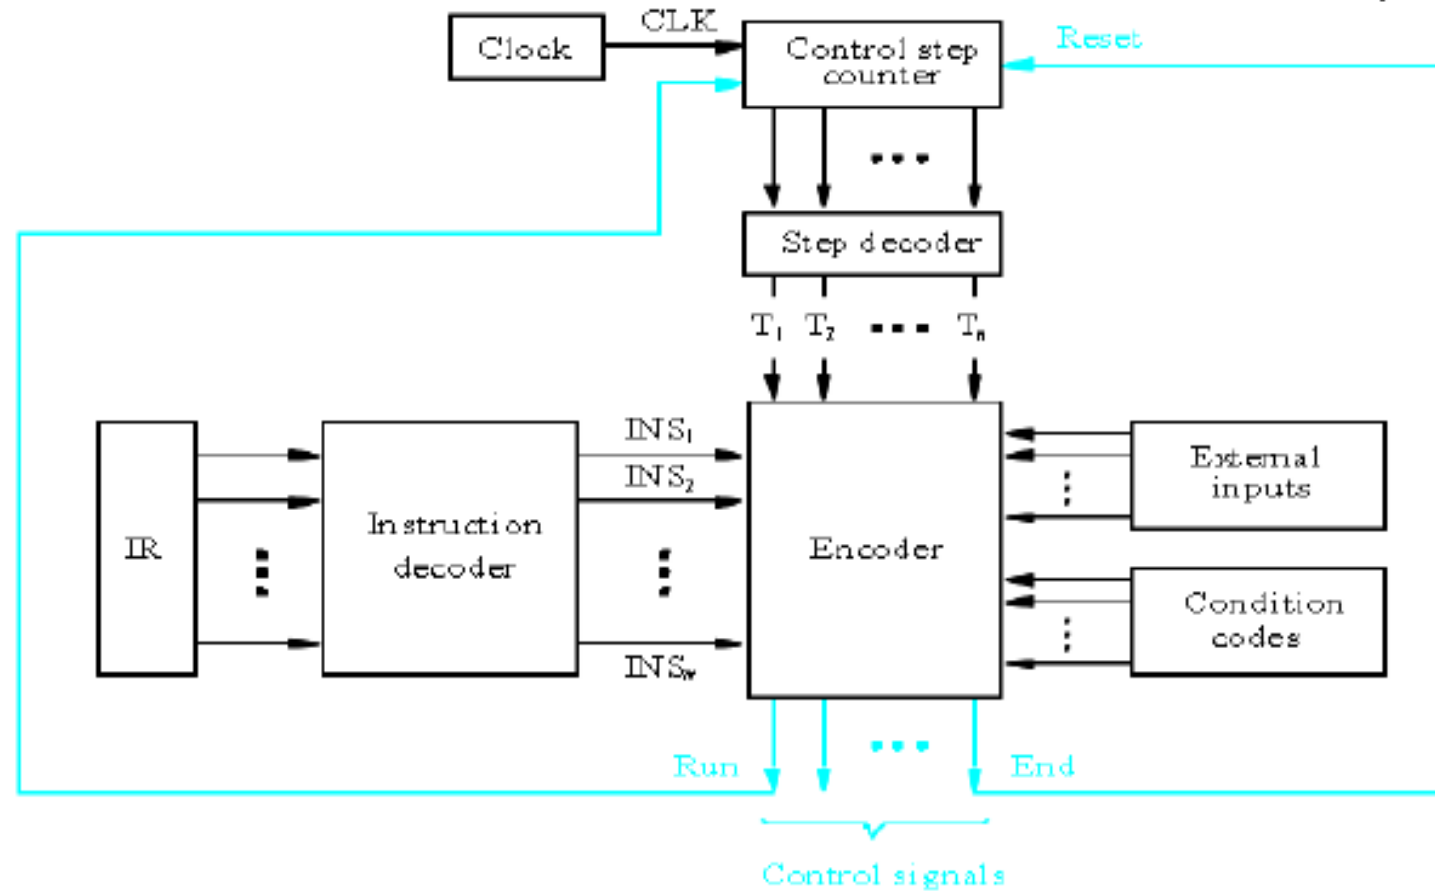 CLK
Clock
Control step
counter
Reset
Step decoder
T1 T2 Tn
INS1
INS2
INSm
IR
Instruction
decoder
Encoder
External
inputs
Condition
codes
Run
End
Control signals